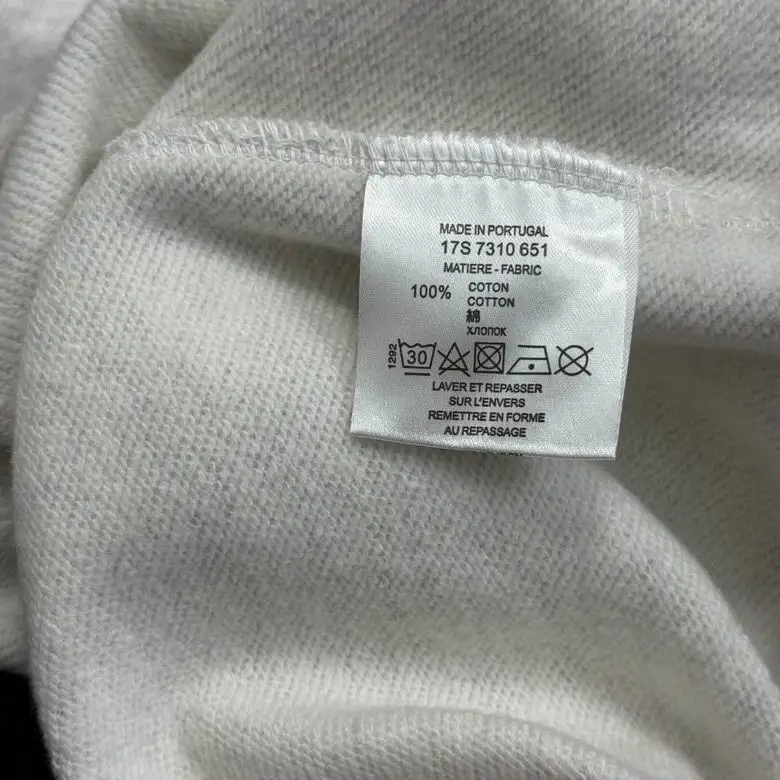 MADE IN PORTUGAL
17S 7310 651
MATIERE - FABRIC
100% COTON
COTTON
綿
ХЛОПОК
1292
30
LAVER ET REPASSER
SUR L'ENVERS
REMETTRE EN FORME
AU REPASSAGE